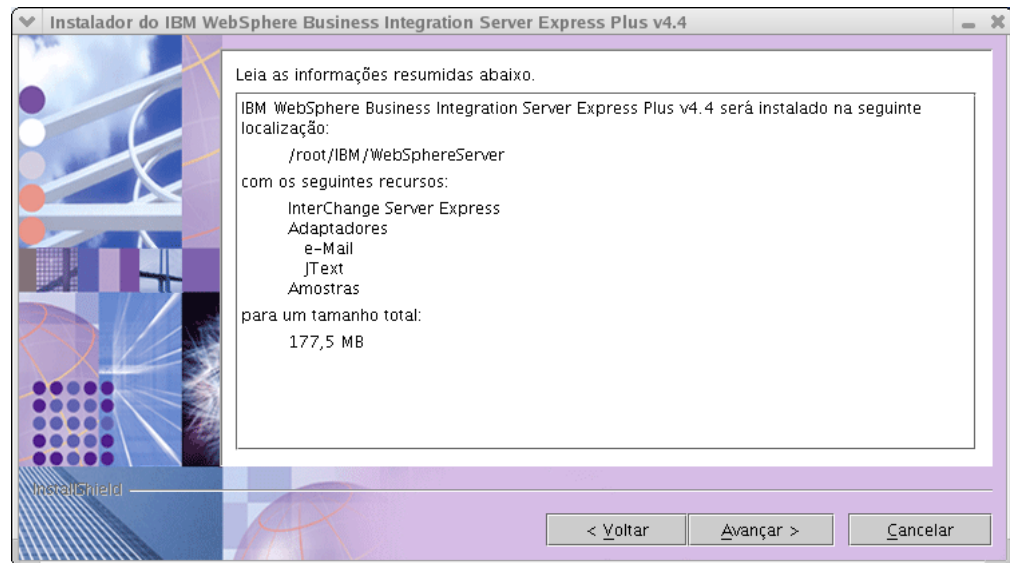 Instalador do IBM WebSphere Business Integration Server Express Plus v4.4
Leia as informações resumidas abaixo.
IBM WebSphere Business Integration Server Express Plus v4.4 será instalado na seguinte
localização:
/root/IBM/WebSphereServer
com os seguintes recursos:
InterChange Server Express
Adaptadores
e-Mail
JText
Amostras
para um tamanho total:
177,5 MB
InstallShield
< Voltar
Avançar >
Cancelar